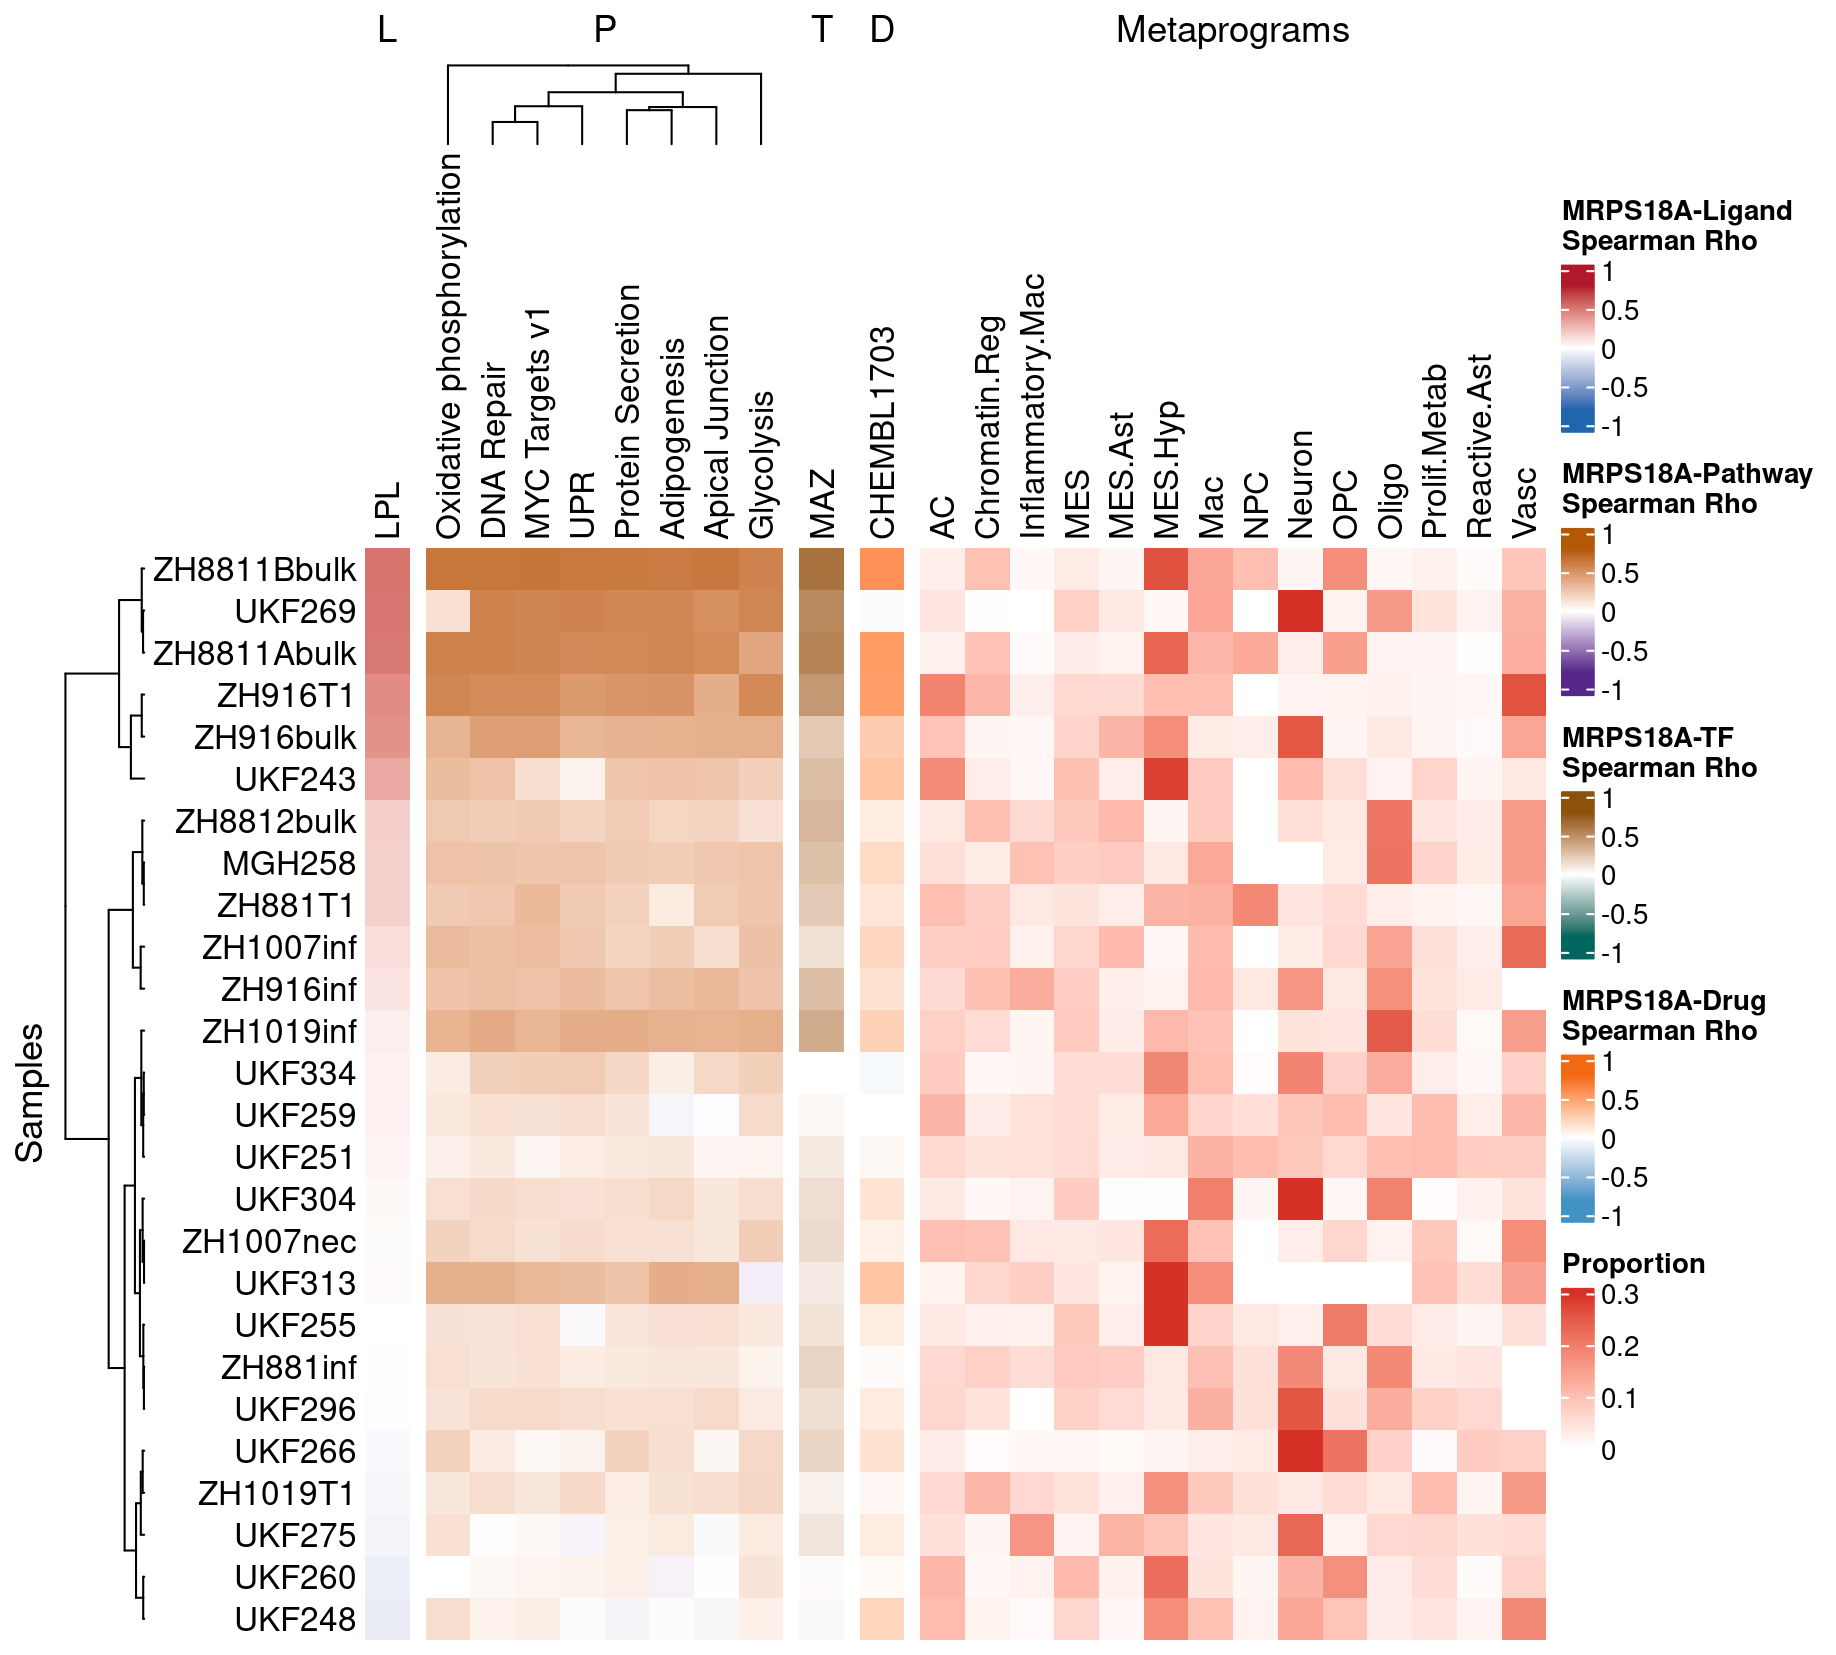 L P T D Metaprograms
LPL
Oxidative phosphorylation
DNA Repair
MYC Targets v1
UPR
Protein Secretion
Adipogenesis
Apical Junction
Glycolysis
MAZ
CHEMBL1703
AC
Chromatin.Reg
Inflammatory.Mac
MES
MES.Ast
MES.Hyp
Mac
NPC
Neuron
OPC
Oligo
Prolif.Metab
Reactive.Ast
Vasc
Samples
ZH8811Bbulk
UKF269
ZH8811Abulk
ZH916T1
ZH916bulk
UKF243
ZH8812bulk
MGH258
ZH881T1
ZH1007inf
ZH916inf
ZH1019inf
UKF334
UKF259
UKF251
UKF304
ZH1007nec
UKF313
UKF255
ZH881inf
UKF296
UKF266
ZH1019T1
UKF275
UKF260
UKF248
MRPS18A-Ligand
Spearman Rho
1
0.5
0
-0.5
-1
MRPS18A-Pathway
Spearman Rho
1
0.5
0
-0.5
-1
MRPS18A-TF
Spearman Rho
1
0.5
0
-0.5
-1
MRPS18A-Drug
Spearman Rho
1
0.5
0
-0.5
-1
Proportion
0.3
0.2
0.1
0